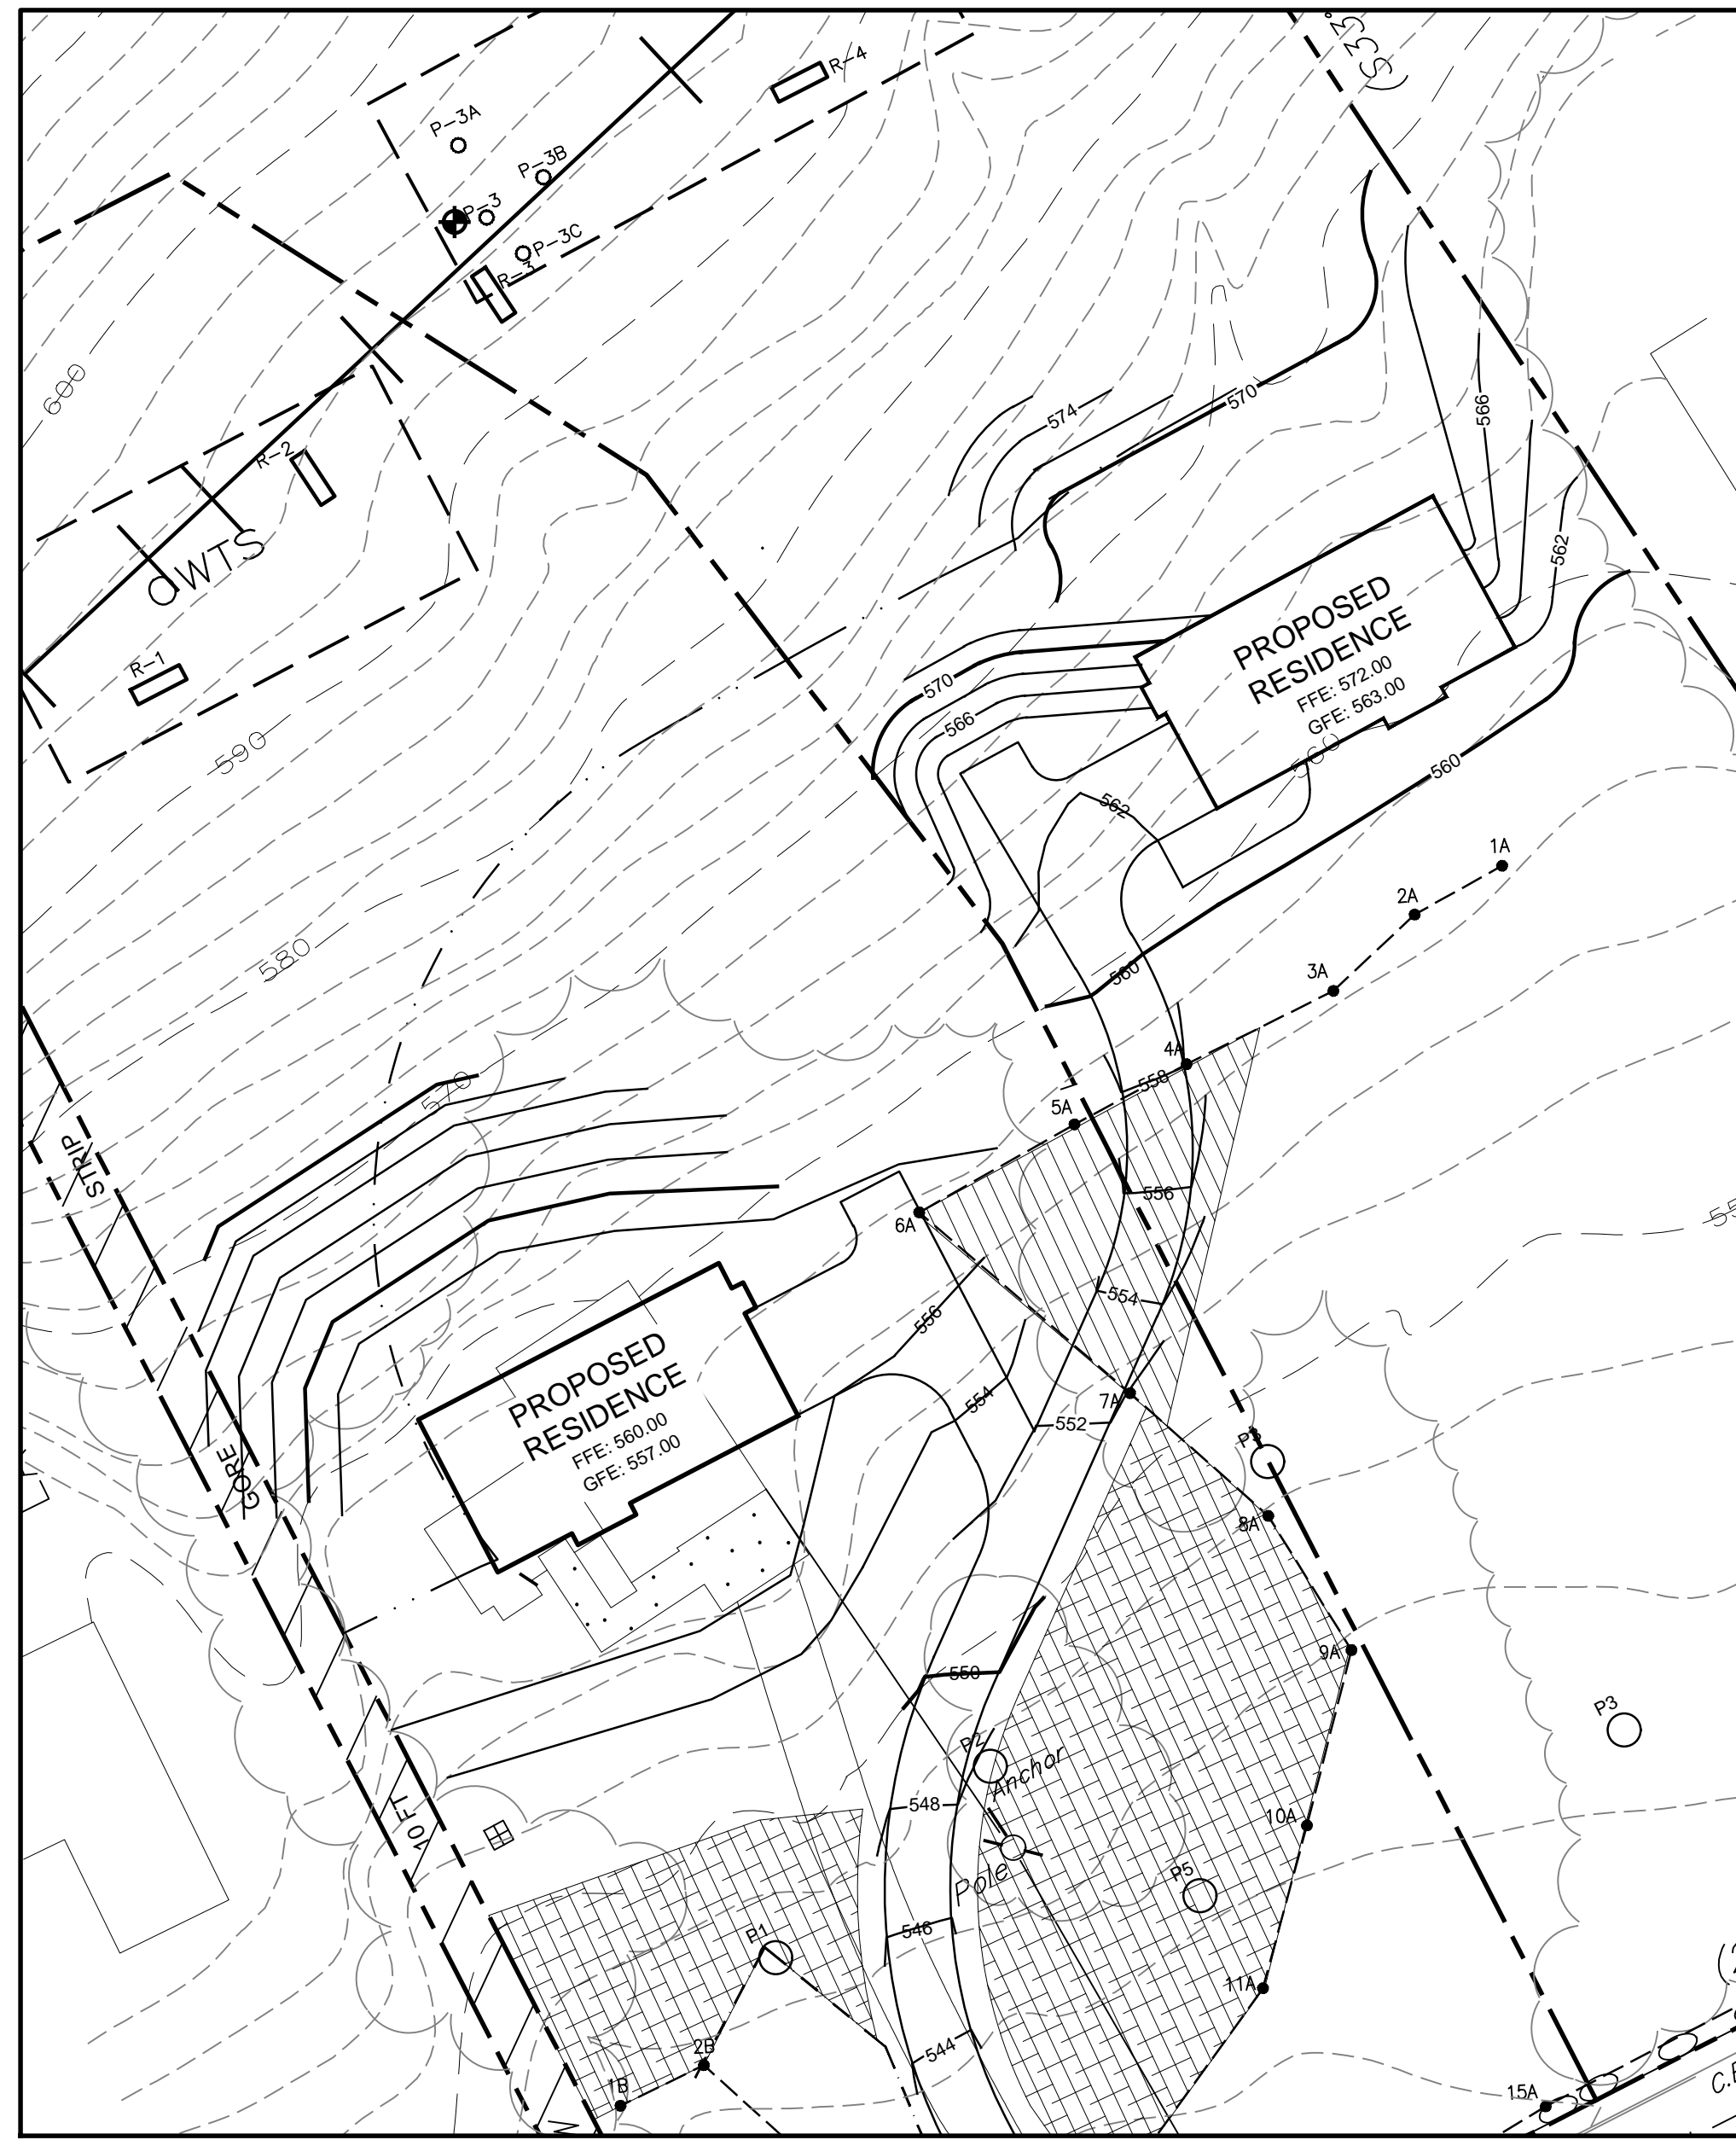 (S33°
R-4
P-3A
P-3B
P-3
P-3C
R-3
600
574
570
566
R-2
OWTS
562
PROPOSED
RESIDENCE
FFE: 572.00
GFE: 563.00
R-1
570
566
590
560
560
562
1A
2A
580
560
3A
4A
558
570
5A
STRIP
556
6A
554
556
PROPOSED
RESIDENCE
FFE: 560.00
GFE: 557.00
554
7A
552
GORE
8A
550
9A
P3
P2
Anchor
548
10A
10 FT
Pole
P5
546
P1
11A
544
2B
1B
15A